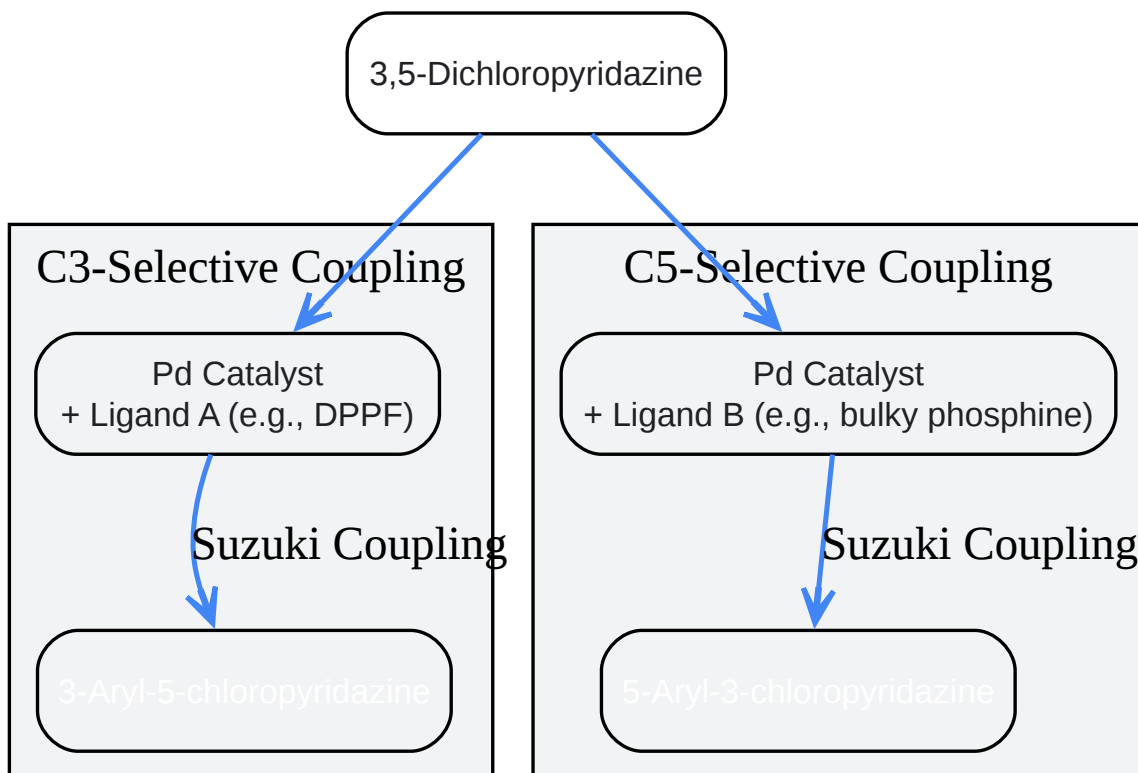 3,5-Dichloropyridazine
C3-Selective Coupling
Pd Catalyst
+ Ligand A (e.g., DPPF)
Suzuki Coupling
3-Aryl-5-chloropyridazine
C5-Selective Coupling
Pd Catalyst
+ Ligand B (e.g., bulky phosphine)
Suzuki Coupling
5-Aryl-3-chloropyridazine